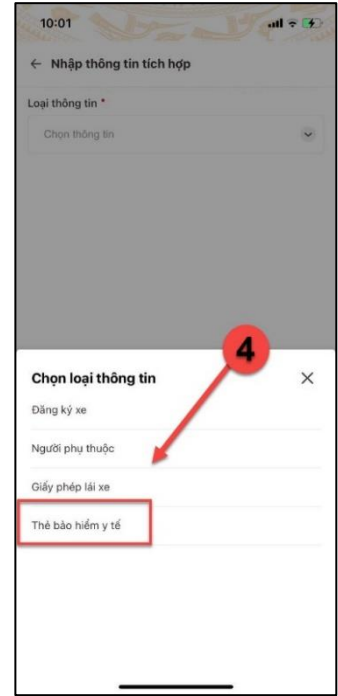 10:01
← Nhập thông tin tích hợp
Loại thông tin *
Chọn thông tin
4
Chọn loại thông tin
Đăng ký xe
Người phụ thuộc
Giấy phép lái xe
Thẻ bảo hiểm y tế